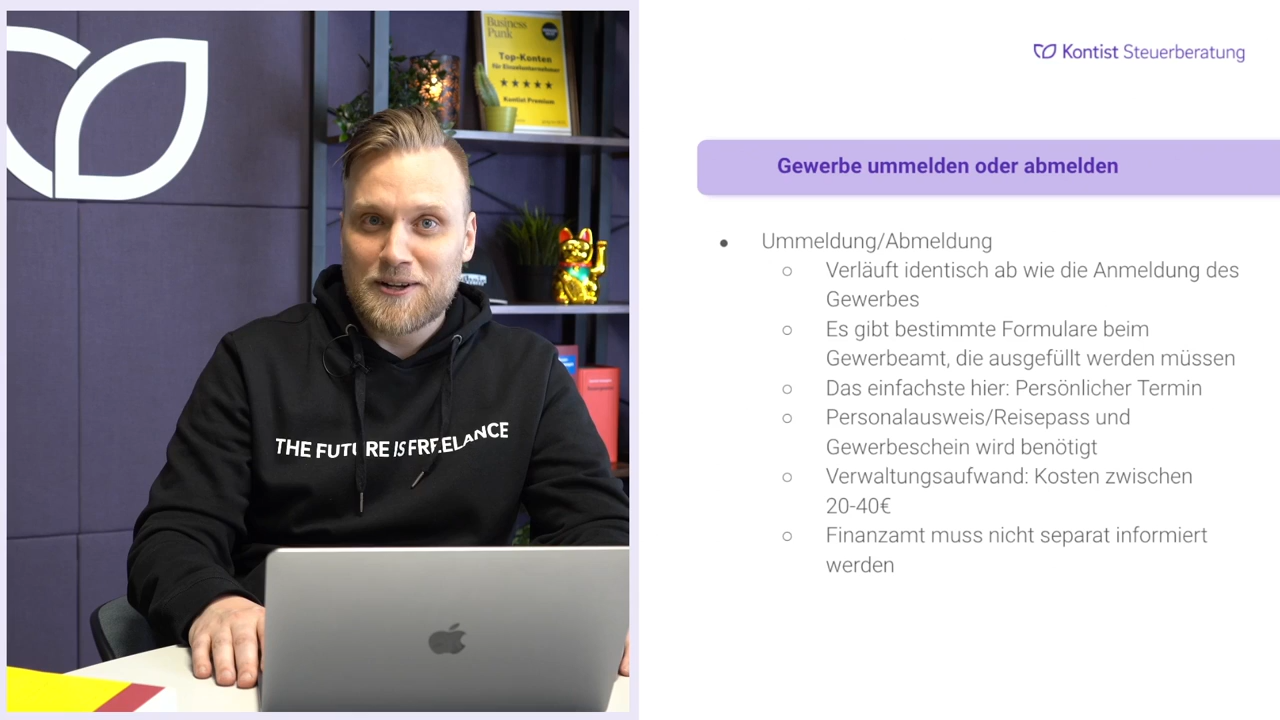 Business
Punk
Top-Konten
für Einzelunternehmer
Kontist Premium
THE FUTURE IS FREELANCE
Kontist Steuerberatung
Gewerbe ummelden oder abmelden
Ummeldung/Abmeldung
Verläuft identisch ab wie die Anmeldung des
Gewerbes
Es gibt bestimmte Formulare beim
Gewerbeamt, die ausgefüllt werden müssen
Das einfachste hier: Persönlicher Termin
Personalausweis/Reisepass und
Gewerbeschein wird benötigt
Verwaltungsaufwand: Kosten zwischen
20-40€
Finanzamt muss nicht separat informiert
werden